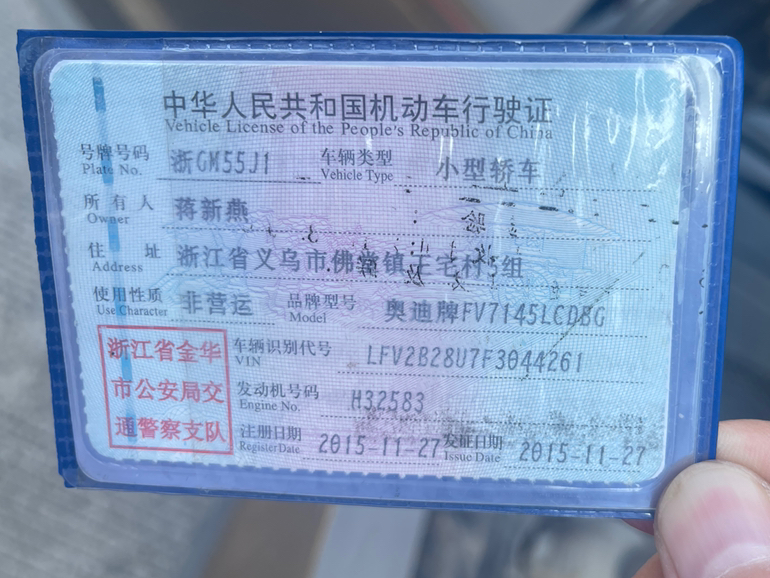 中华人民共和国机动车行驶证
Vehicle License of the People's Republic of China
号牌号码 浙GM55J1 车辆类型 小型轿车
Plate No. Vehicle Type
所有人 蒋新燕
Owner
住址 浙江省义乌市佛堂镇王宅村5组
Address
使用性质 非营运 品牌型号 奥迪牌FV7145LCDBG
Use Character Model
浙江省金华
市公安局交
通警察支队
车辆识别代号 LFV2B28U7F3044261
VIN
发动机号码 H32583
Engine No.
注册日期 2015-11-27 发证日期 2015-11-27
Register Date Issue Date